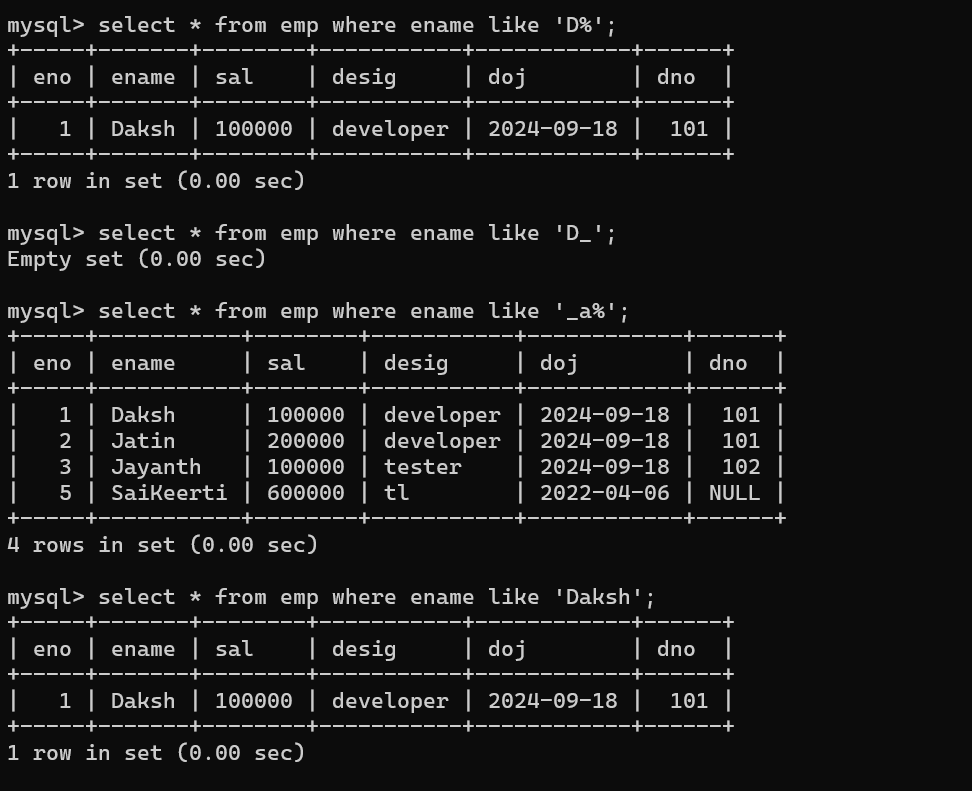 mysql> select * from emp where ename like 'D%';
+-----+-------+--------+-----------+------------+------+
| eno | ename | sal    | desig     | doj        | dno  |
+-----+-------+--------+-----------+------------+------+
|   1 | Daksh | 100000 | developer | 2024-09-18 |  101 |
+-----+-------+--------+-----------+------------+------+
1 row in set (0.00 sec)

mysql> select * from emp where ename like 'D_';
Empty set (0.00 sec)

mysql> select * from emp where ename like '_a%';
+-----+-----------+--------+-----------+------------+------+
| eno | ename     | sal    | desig     | doj        | dno  |
+-----+-----------+--------+-----------+------------+------+
|   1 | Daksh     | 100000 | developer | 2024-09-18 |  101 |
|   2 | Jatin     | 200000 | developer | 2024-09-18 |  101 |
|   3 | Jayanth   | 100000 | tester    | 2024-09-18 |  102 |
|   5 | SaiKeerti | 600000 | tl        | 2022-04-06 | NULL |
+-----+-----------+--------+-----------+------------+------+
4 rows in set (0.00 sec)

mysql> select * from emp where ename like 'Daksh';
+-----+-------+--------+-----------+------------+------+
| eno | ename | sal    | desig     | doj        | dno  |
+-----+-------+--------+-----------+------------+------+
|   1 | Daksh | 100000 | developer | 2024-09-18 |  101 |
+-----+-------+--------+-----------+------------+------+
1 row in set (0.00 sec)